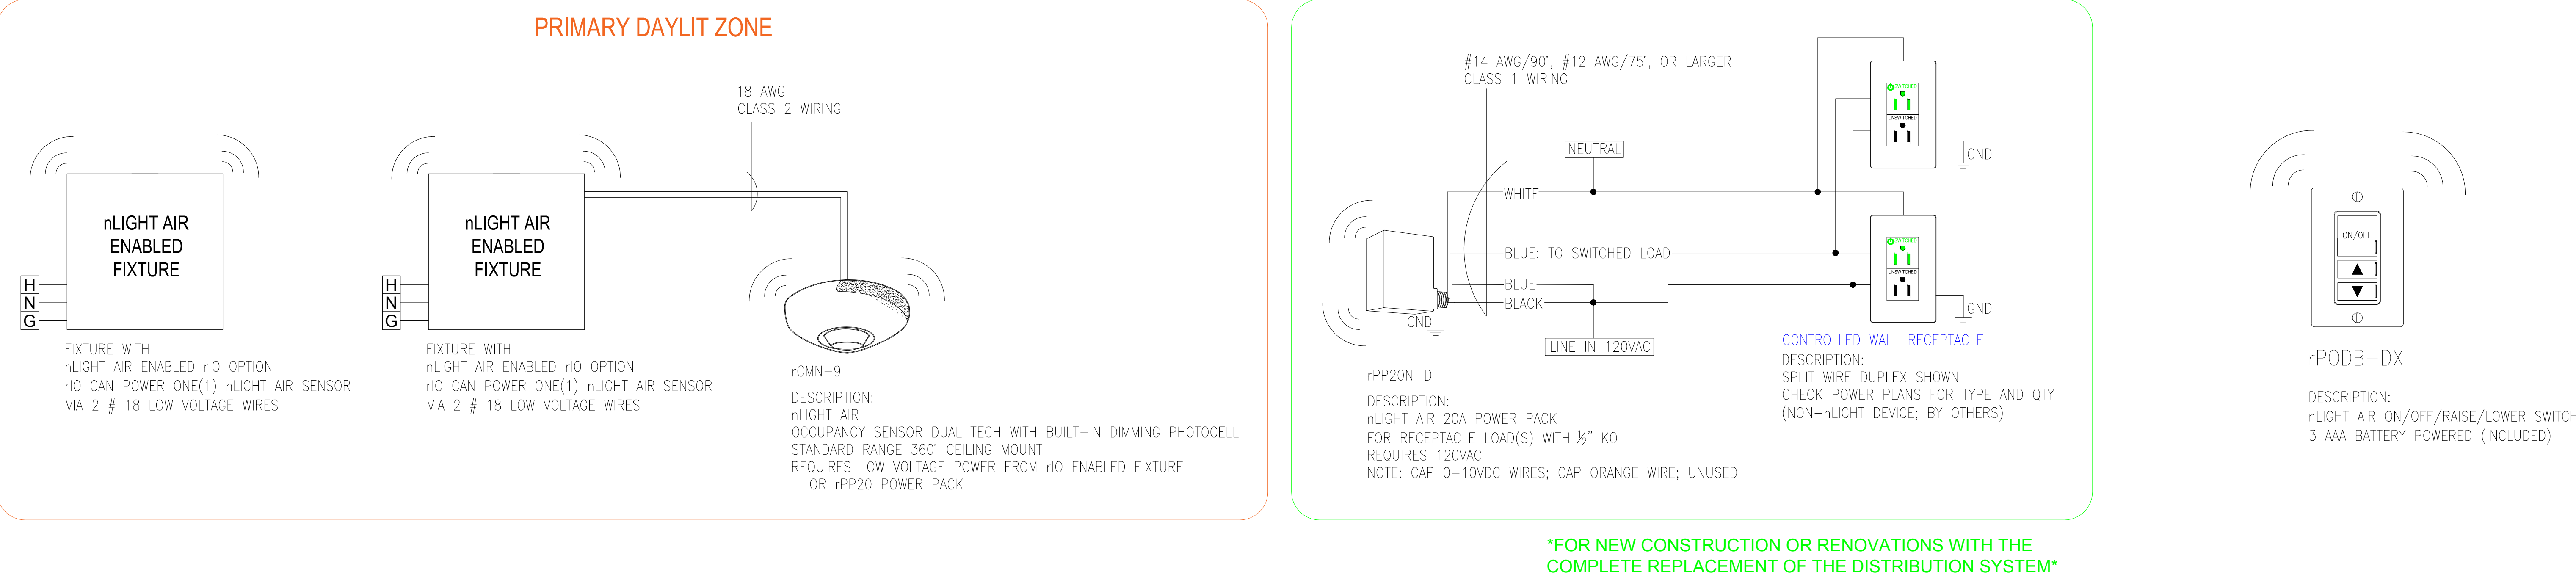 PRIMARY DAYLIT ZONE
18 AWG
CLASS 2 WIRING
nLIGHT AIR
ENABLED
FIXTURE
H
N
G
FIXTURE WITH
nLIGHT AIR ENABLED rIO OPTION
rIO CAN POWER ONE(1) nLIGHT AIR SENSOR
VIA 2 # 18 LOW VOLTAGE WIRES
nLIGHT AIR
ENABLED
FIXTURE
H
N
G
FIXTURE WITH
nLIGHT AIR ENABLED rIO OPTION
rIO CAN POWER ONE(1) nLIGHT AIR SENSOR
VIA 2 # 18 LOW VOLTAGE WIRES
rCMN-9
DESCRIPTION:
nLIGHT AIR
OCCUPANCY SENSOR DUAL TECH WITH BUILT-IN DIMMING PHOTOCELL
STANDARD RANGE 360° CEILING MOUNT
REQUIRES LOW VOLTAGE POWER FROM rIO ENABLED FIXTURE
OR rPP20 POWER PACK
#14 AWG/90°, #12 AWG/75°, OR LARGER
CLASS 1 WIRING
NEUTRAL
WHITE
BLUE: TO SWITCHED LOAD
BLUE
BLACK
GND
LINE IN 120VAC
SWITCHED
UNSWITCHED
GND
SWITCHED
UNSWITCHED
GND
rPP20N-D
DESCRIPTION:
nLIGHT AIR 20A POWER PACK
FOR RECEPTACLE LOAD(S) WITH ½" KO
REQUIRES 120VAC
NOTE: CAP 0-10VDC WIRES; CAP ORANGE WIRE; UNUSED
CONTROLLED WALL RECEPTACLE
DESCRIPTION:
SPLIT WIRE DUPLEX SHOWN
CHECK POWER PLANS FOR TYPE AND QTY
(NON-nLIGHT DEVICE; BY OTHERS)
*FOR NEW CONSTRUCTION OR RENOVATIONS WITH THE
COMPLETE REPLACEMENT OF THE DISTRIBUTION SYSTEM*
ON/OFF
rPODB-DX
DESCRIPTION:
nLIGHT AIR ON/OFF/RAISE/LOWER SWITCH
3 AAA BATTERY POWERED (INCLUDED)